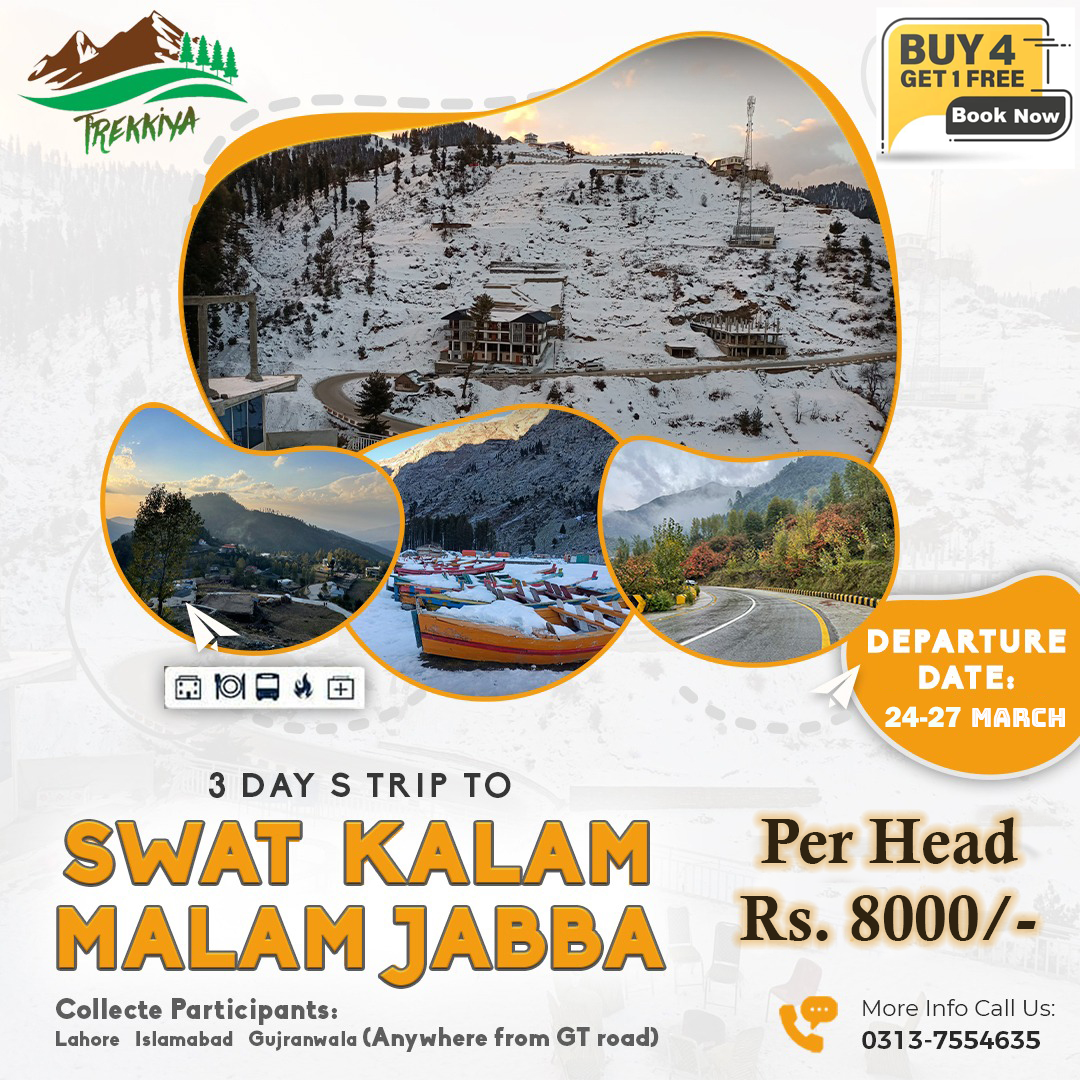 TREKKIYA
BUY 4
GET 1 FREE
Book Now
DEPARTURE
DATE:
24-27 MARCH
3 DAY S TRIP TO
SWAT KALAM
MALAM JABBA
Per Head
Rs. 8000/-
Collecte Participants:
Lahore Islamabad Gujranwala (Anywhere from GT road)
More Info Call Us:
0313-7554635